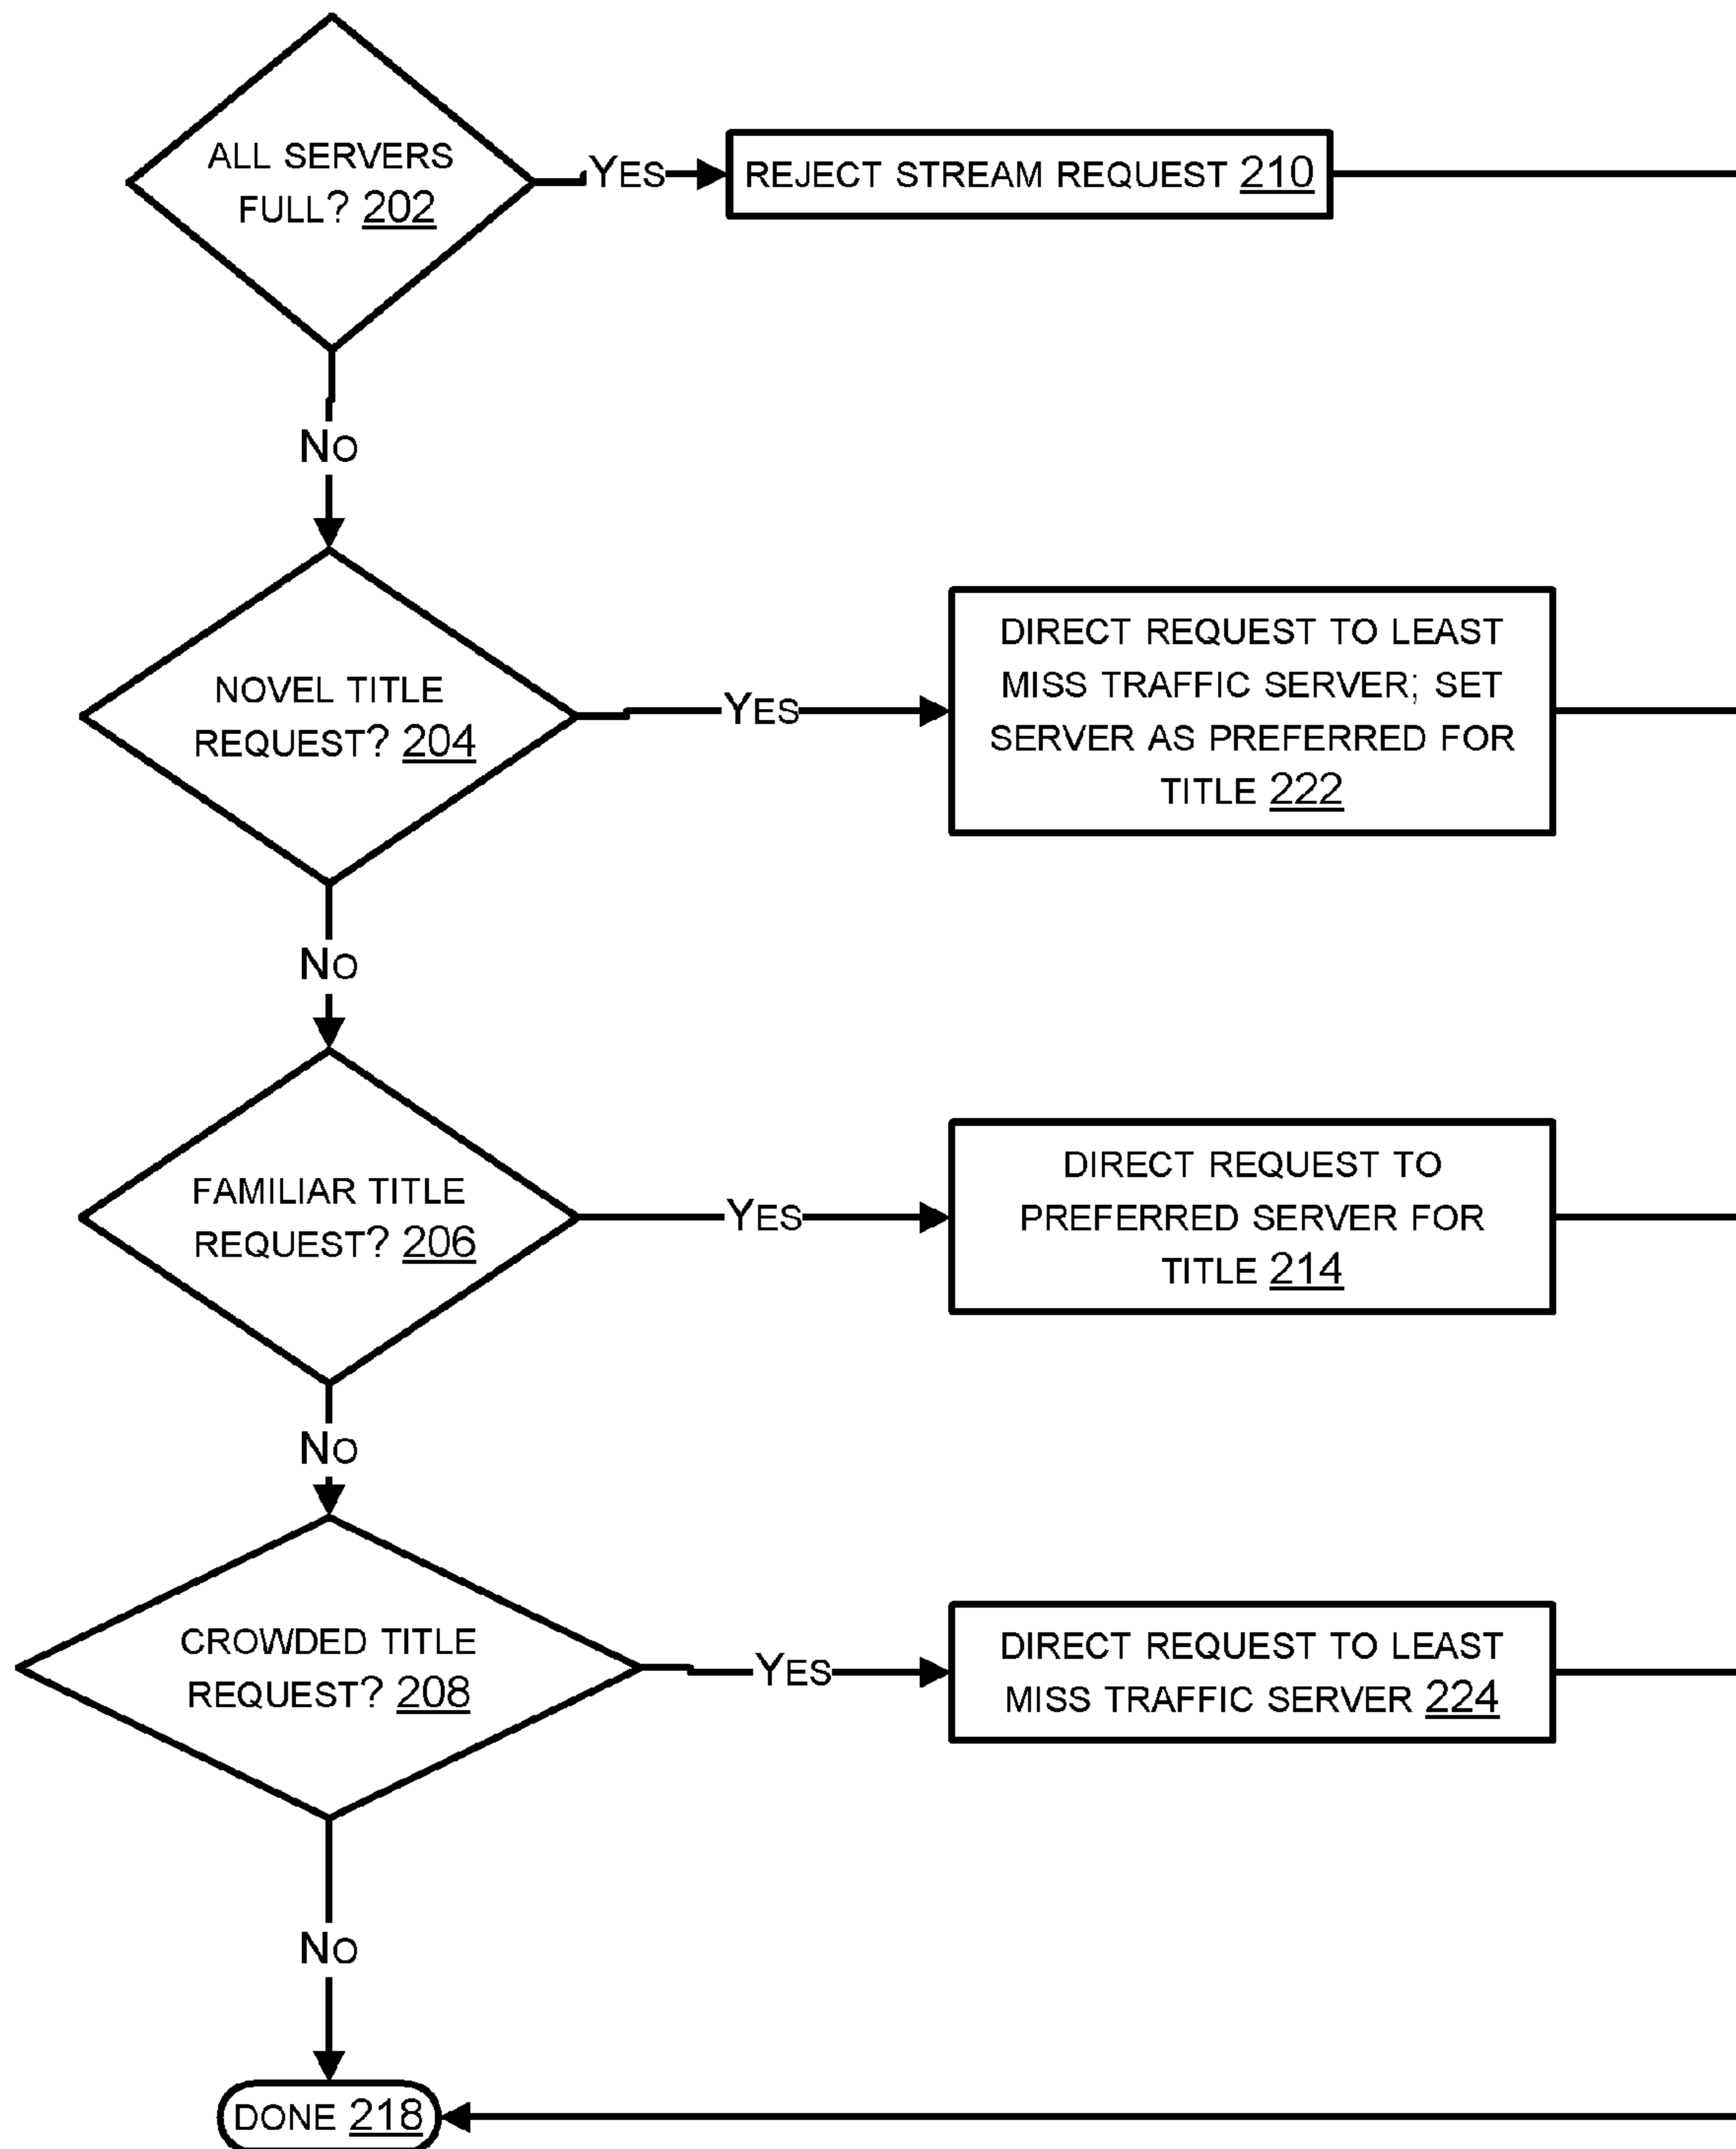 ALL SERVERS
FULL? 202
YES
REJECT STREAM REQUEST 210
NO
NOVEL TITLE
REQUEST? 204
YES
DIRECT REQUEST TO LEAST
MISS TRAFFIC SERVER; SET
SERVER AS PREFERRED FOR
TITLE 222
NO
FAMILIAR TITLE
REQUEST? 206
YES
DIRECT REQUEST TO
PREFERRED SERVER FOR
TITLE 214
NO
CROWDED TITLE
REQUEST? 208
YES
DIRECT REQUEST TO LEAST
MISS TRAFFIC SERVER 224
NO
DONE 218